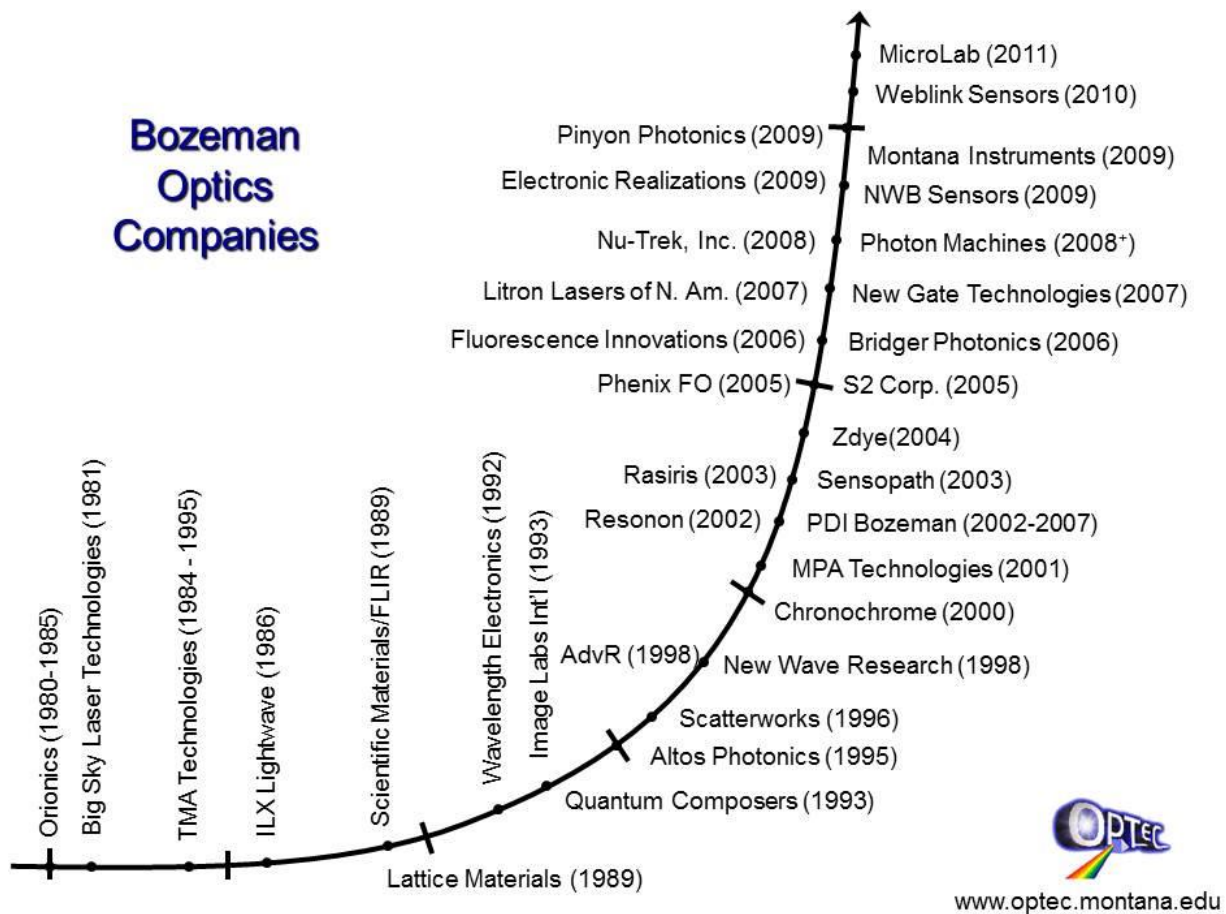 Bozeman
Optics
Companies
MicroLab (2011)
Weblink Sensors (2010)
Pinyon Photonics (2009)
Montana Instruments (2009)
Electronic Realizations (2009)
NWB Sensors (2009)
Nu-Trek, Inc. (2008)
Photon Machines (2008⁺)
Litron Lasers of N. Am. (2007)
New Gate Technologies (2007)
Fluorescence Innovations (2006)
Bridger Photonics (2006)
Phenix FO (2005)
S2 Corp. (2005)
Zdye(2004)
Rasiris (2003)
Sensopath (2003)
Resonon (2002)
PDI Bozeman (2002-2007)
MPA Technologies (2001)
Chronochrome (2000)
AdvR (1998)
New Wave Research (1998)
Scatterworks (1996)
Altos Photonics (1995)
Quantum Composers (1993)
Orionics (1980-1985)
Big Sky Laser Technologies (1981)
TMA Technologies (1984 - 1995)
ILX Lightwave (1986)
Scientific Materials/FLIR (1989)
Wavelength Electronics (1992)
Image Labs Int'l (1993)
Lattice Materials (1989)
OPTEC
www.optec.montana.edu